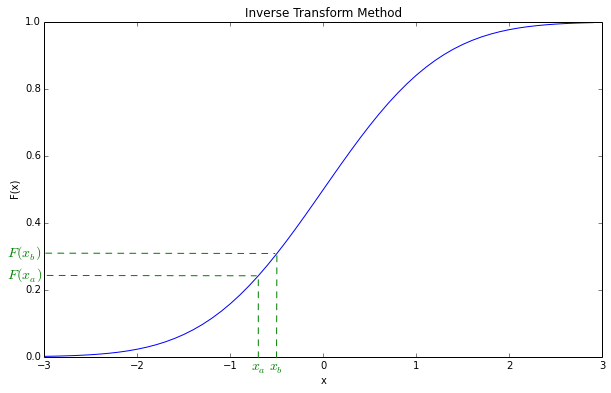 Inverse Transform Method
1.0
0.8
F(x)
0.6
0.4
F(x_b)
F(x_a)
0.2
0.0
−3 −2 −1 0 1 2 3
x_a x_b
x